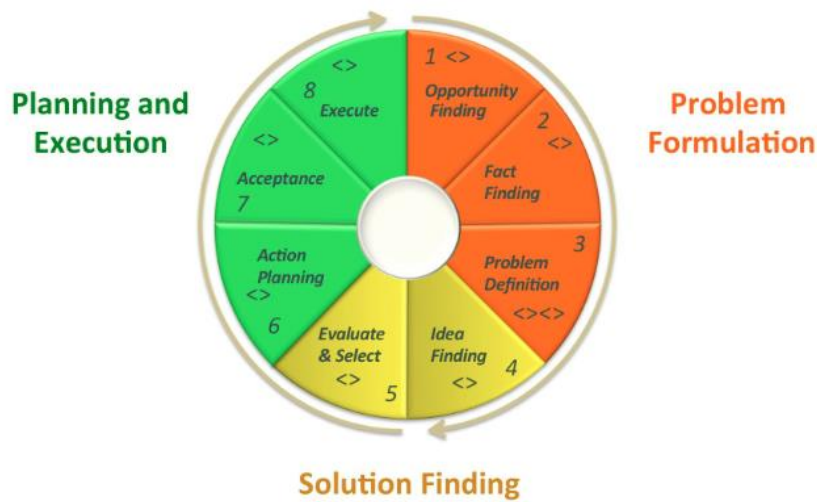 Planning and
Execution
Problem
Formulation
1 <>
Opportunity
Finding
2
<>
Fact
Finding
3
Problem
Definition
<><>
4
Idea
Finding
<>
5
Evaluate
& Select
<>
6
Action
Planning
<>
7
<>
Acceptance
8
<>
Execute
Solution Finding